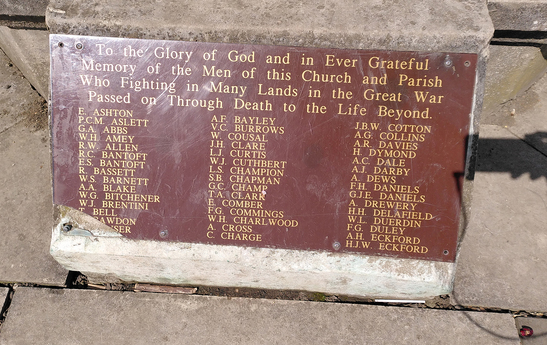 To the Glory of God and in Ever Grateful
Memory of the Men of this Church and Parish
Who Fighting in Many Lands in the Great War
Passed on Through Death to the Life Beyond.
E. ASHTON
P.C.M. ASLETT
G.A. ABBS
W.H. AMEY
R.W. ALLEN
R.C. BANTOFT
E.S. BANTOFT
R. BASSETT
W.S. BARNETT
A.A. BLAKE
W.G. BITCHENER
W.J. BRENTINI
BELL
A.F. BAYLEY
V.C. BURROWS
W. COUSAL
J.H. CLARE
L.J. CURTIS
W.J. CUTHBERT
L.S. CHAMPION
S.B. CHAPMAN
G.C. CHAMP
T.A. CLARK
E. COMBER
F.G. COMMINGS
W.H. CHARLWOOD
A. CROSS
C. CHARGE
J.B.W. COTTON
A.G. COLLINS
A.R. DAVIES
F. DYMOND
A.C. DALE
A.J. DARBY
A. DEWS
F.H. DANIELS
G.J.E. DANIELS
A. DREWERY
H.H. DELAFIELD
W.L. DUERDIN
F.G. DULEY
A.H. ECKFORD
H.J.W. ECKFORD